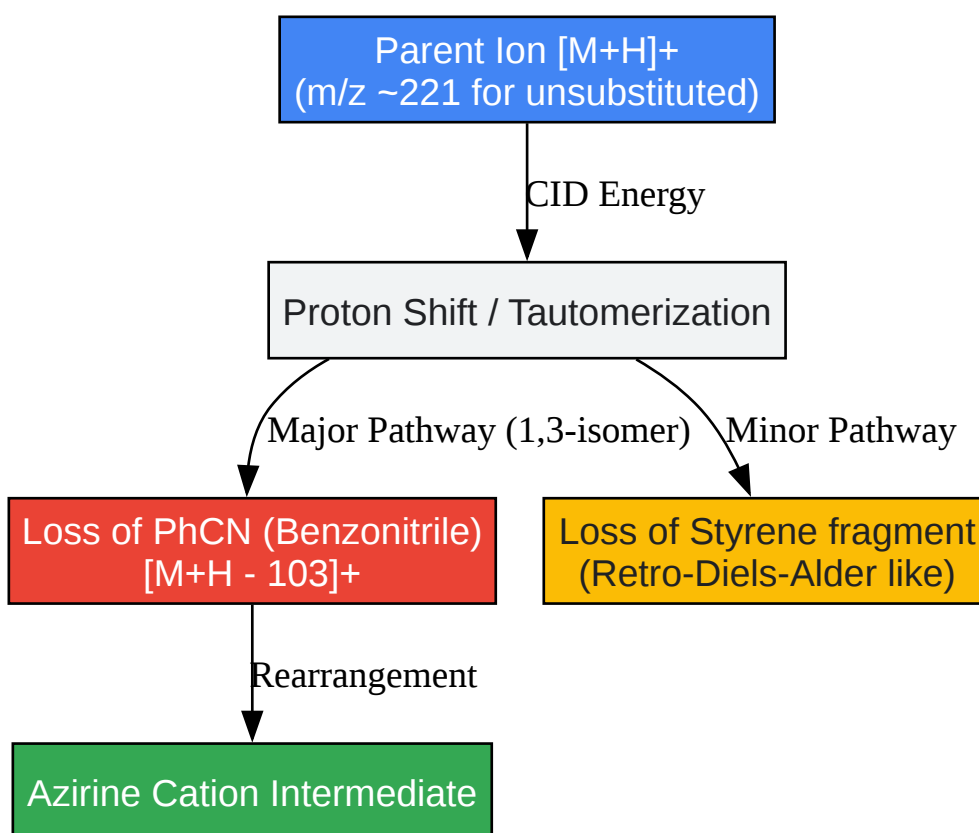 Parent Ion [M+H]+
(m/z ~221 for unsubstituted)
CID Energy
Proton Shift / Tautomerization
Major Pathway (1,3-isomer)
Minor Pathway
Loss of PhCN (Benzonitrile)
[M+H - 103]+
Loss of Styrene fragment
(Retro-Diels-Alder like)
Rearrangement
Azirine Cation Intermediate